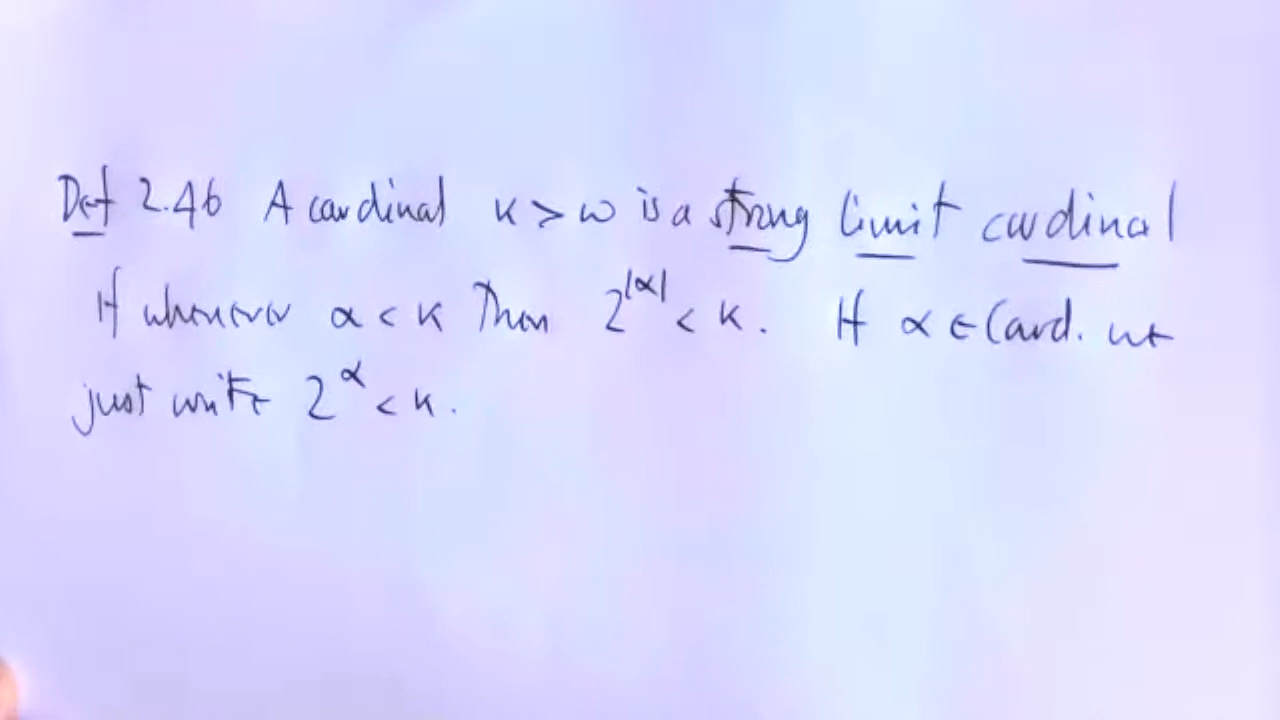 Def 2.46 A cardinal κ > ω is a strong limit cardinal
if whenever α < κ then 2^|α| < κ. If α ∈ Card. we
just write 2^α < κ.